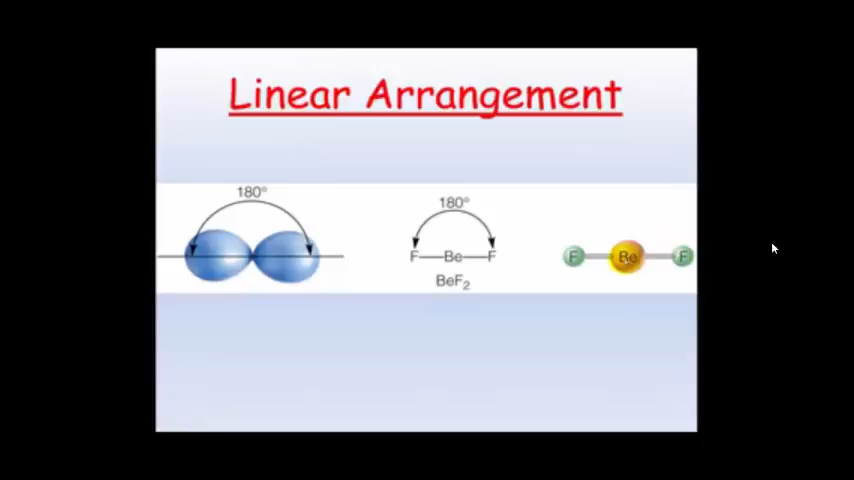 Linear Arrangement
180°
180°
F—Be—F
BeF₂
F Be F